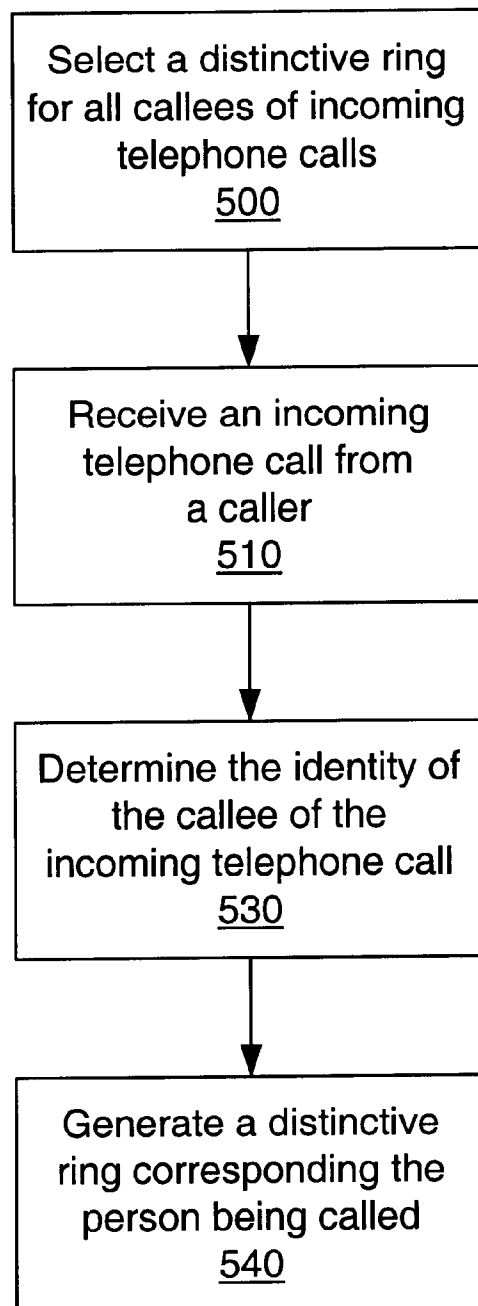 Select a distinctive ring
for all callees of incoming
telephone calls
500
Receive an incoming
telephone call from
a caller
510
Determine the identity of
the callee of the
incoming telephone call
530
Generate a distinctive
ring corresponding the
person being called
540